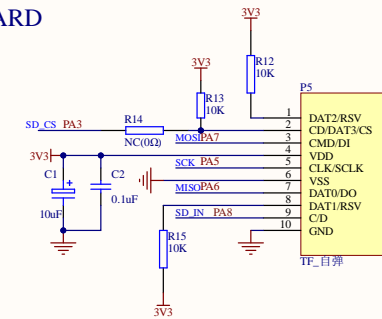 ARD
3V3
R12
10K
3V3
R13
10K
P5
R14
SD_CS PA3
NC(0Ω)
MOSI PA7
3V3
SCK PA5
C1
C2
10uF
0.1uF
MISO PA6
SD_IN PA8
R15
10K
3V3
1 DAT2/RSV
2 CD/DAT3/CS
3 CMD/DI
4 VDD
5 CLK/SCLK
6 VSS
7 DAT0/DO
8 DAT1/RSV
9 C/D
10 GND
TF_自弹